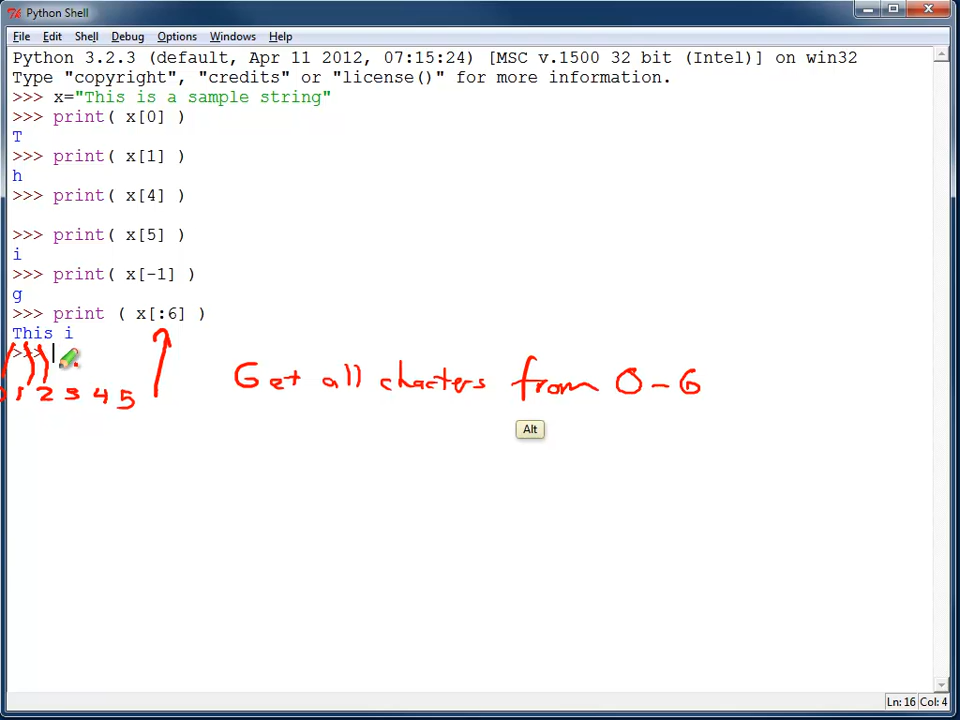 Python Shell
File Edit Shell Debug Options Windows Help
Python 3.2.3 (default, Apr 11 2012, 07:15:24) [MSC v.1500 32 bit (Intel)] on win32
Type "copyright", "credits" or "license()" for more information.
>>> x="This is a sample string"
>>> print( x[0] )
T
>>> print( x[1] )
h
>>> print( x[4] )
>>> print( x[5] )
i
>>> print( x[-1] )
g
>>> print ( x[:6] )
This i
>>>
0 1 2 3 4 5
Get all chacters from 0-6
Alt
Ln: 16 Col: 4